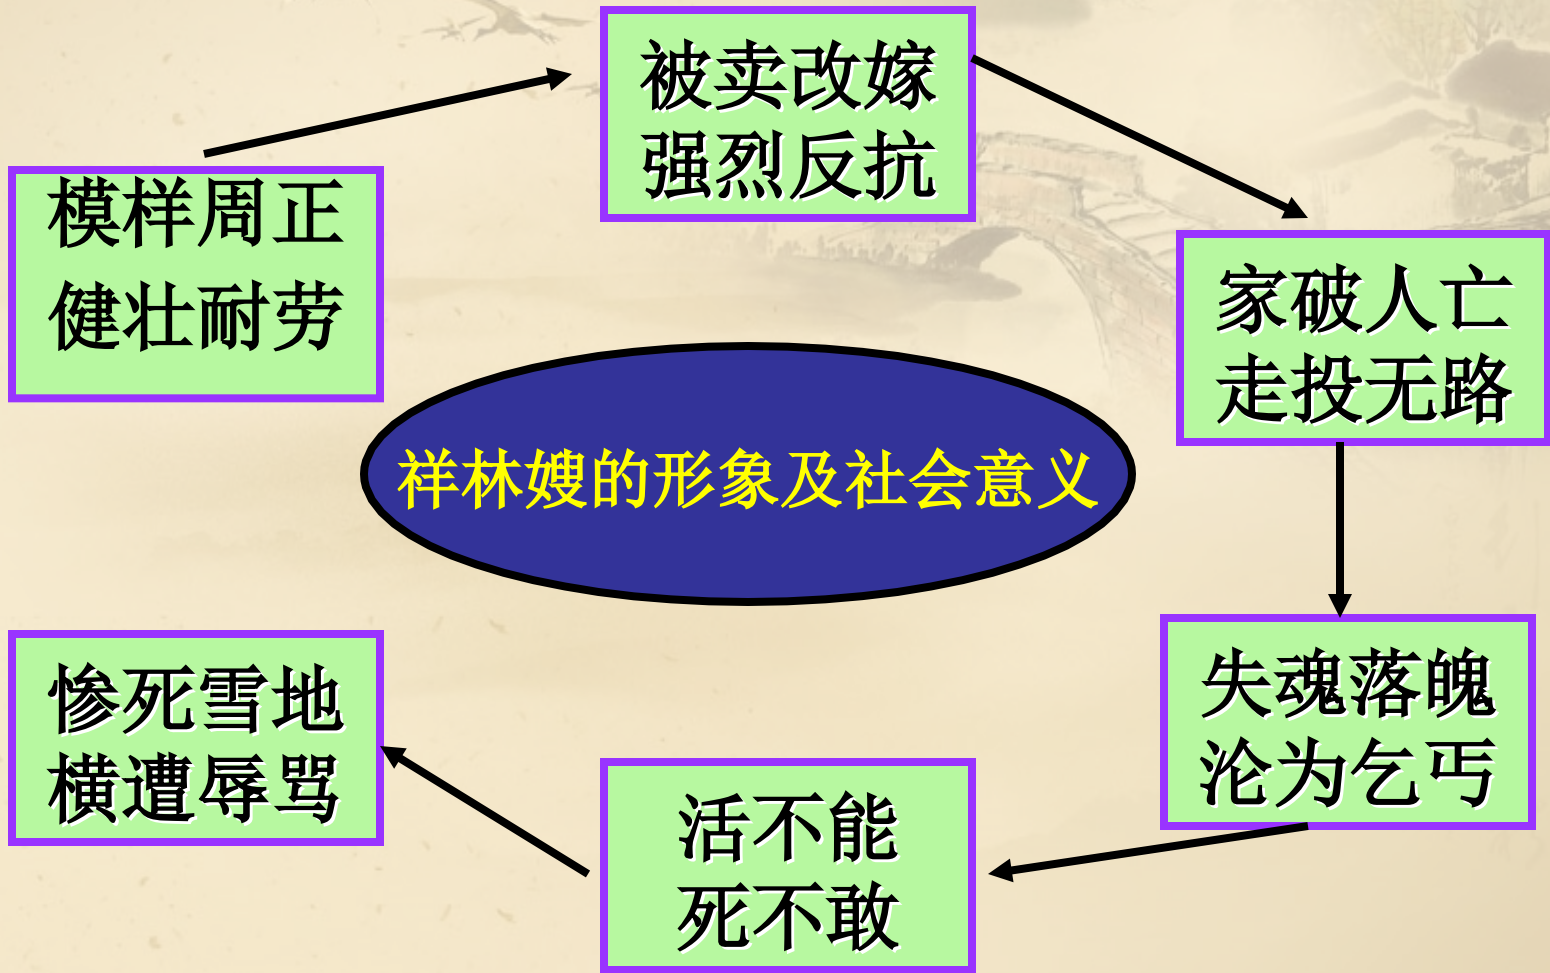 模样周正
健壮耐劳
被卖改嫁
强烈反抗
家破人亡
走投无路
祥林嫂的形象及社会意义
失魂落魄
沦为乞丐
活不能
死不敢
惨死雪地
横遭辱骂